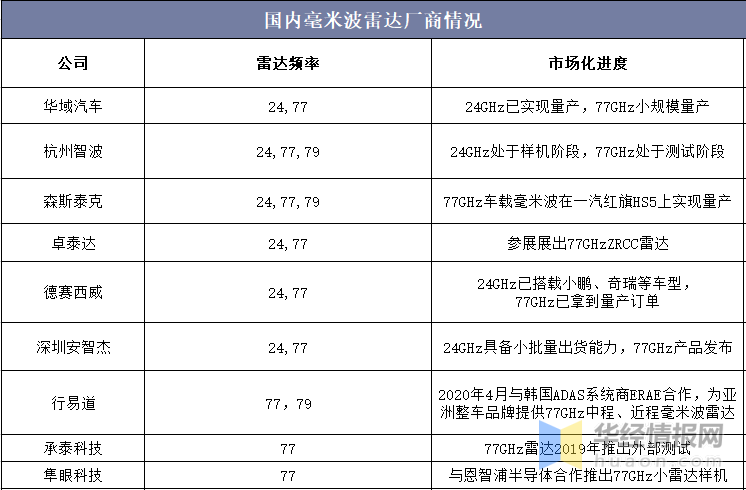 国内毫米波雷达厂商情况
公司 雷达频率 市场化进度
华域汽车 24,77 24GHz已实现量产，77GHz小规模量产
杭州智波 24,77,79 24GHz处于样机阶段，77GHz处于测试阶段
森斯泰克 24,77,79 77GHz车载毫米波在一汽红旗HS5上实现量产
卓泰达 24,77 参展展出77GHzZRCC雷达
德赛西威 24,77 24GHz已搭载小鹏、奇瑞等车型，
77GHz已拿到量产订单
深圳安智杰 24,77 24GHz具备小批量出货能力，77GHz产品发布
行易道 77，79 2020年4月与韩国ADAS系统商ERAE合作，为亚
洲整车品牌提供77GHz中程、近程毫米波雷达
承泰科技 77 77GHz雷达2019年推出外部测试
隼眼科技 77 与恩智浦半导体合作推出77GHz小雷达样机
华经情报网
huaon.com